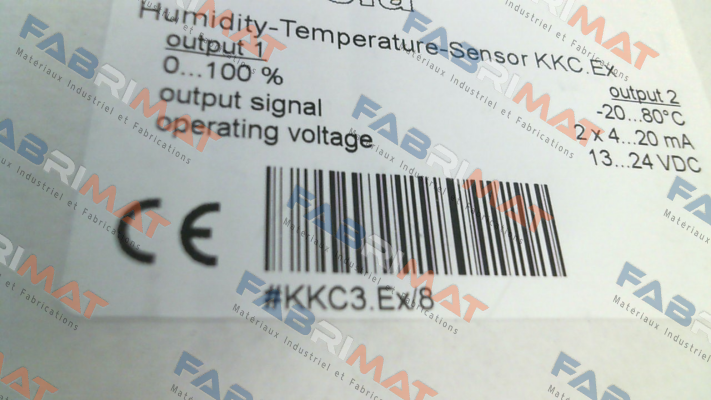 Humidity-Temperature-Sensor KKC.Ex
output 1 output 2
0...100 % -20...80°C
output signal 2 x 4...20 mA
operating voltage 13...24 VDC
CE
#KKC3.Ex/8
FABRIMAT
Matériaux Industriel et Fabrications